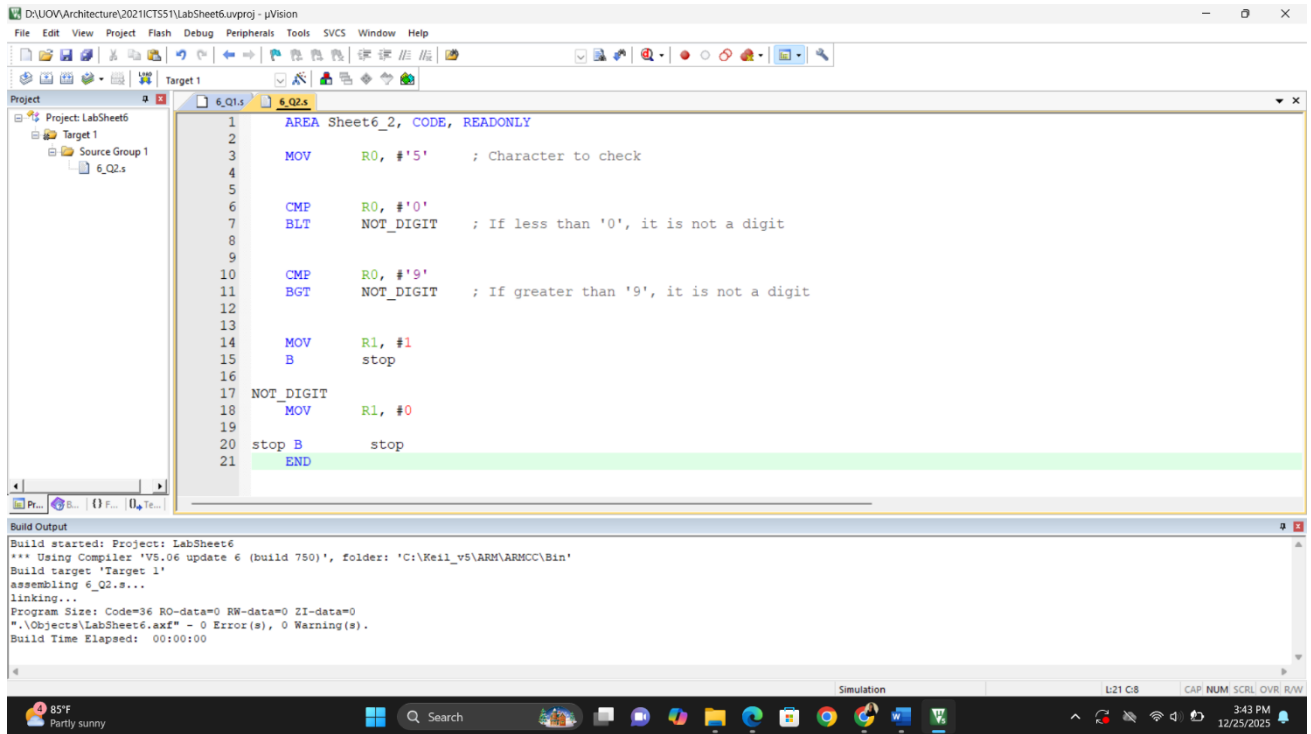 D:\UOV\Architecture\2021ICTS51\LabSheet6.uvproj - µVision
File Edit View Project Flash Debug Peripherals Tools SVCS Window Help
Target 1
Project
6_Q1.s 6_Q2.s
Project: LabSheet6
Target 1
Source Group 1
6_Q2.s
1 AREA Sheet6_2, CODE, READONLY
2
3 MOV R0, #'5' ; Character to check
4
5
6 CMP R0, #'0'
7 BLT NOT_DIGIT ; If less than '0', it is not a digit
8
9
10 CMP R0, #'9'
11 BGT NOT_DIGIT ; If greater than '9', it is not a digit
12
13
14 MOV R1, #1
15 B stop
16
17 NOT_DIGIT
18 MOV R1, #0
19
20 stop B stop
21 END
Pr... B... {} F... 0 Te...
Build Output
Build started: Project: LabSheet6
*** Using Compiler 'V5.06 update 6 (build 750)', folder: 'C:\Keil_v5\ARM\ARMCC\Bin'
Build target 'Target 1'
assembling 6_Q2.s...
linking...
Program Size: Code=36 RO-data=0 RW-data=0 ZI-data=0
".\Objects\LabSheet6.axf" - 0 Error(s), 0 Warning(s).
Build Time Elapsed: 00:00:00
Simulation L:21 C:8 CAP NUM SCRL OVR R/W
4 85°F
Partly sunny
Search
3:43 PM
12/25/2025